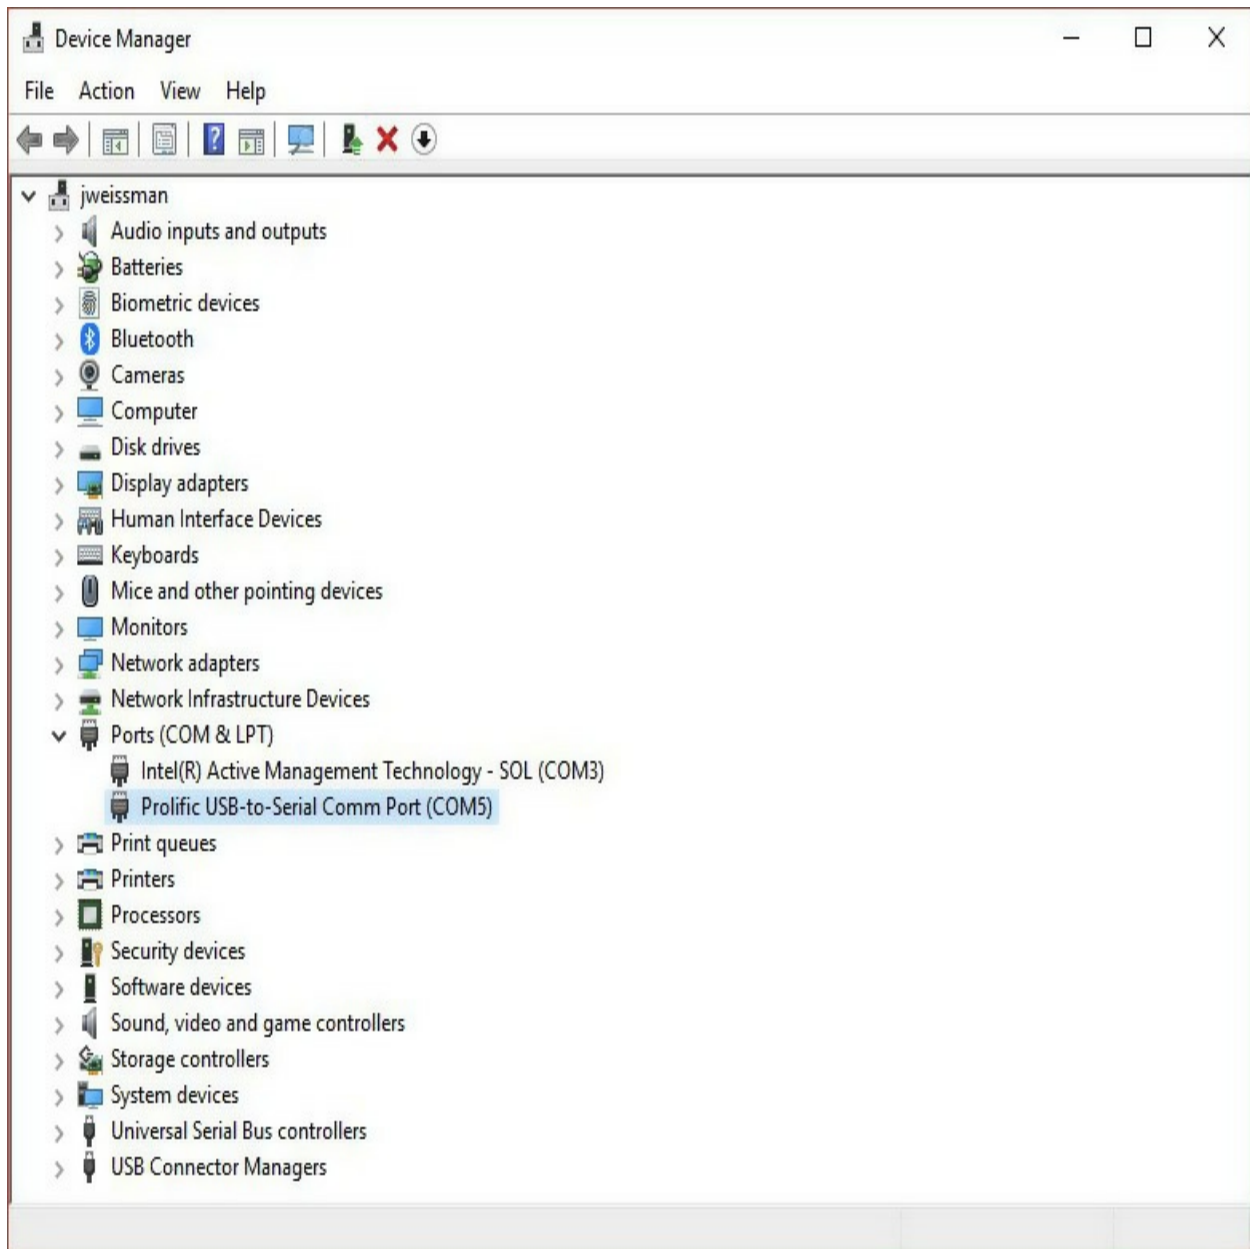 Device Manager
File Action View Help
jweissman
Audio inputs and outputs
Batteries
Biometric devices
Bluetooth
Cameras
Computer
Disk drives
Display adapters
Human Interface Devices
Keyboards
Mice and other pointing devices
Monitors
Network adapters
Network Infrastructure Devices
Ports (COM & LPT)
Intel(R) Active Management Technology - SOL (COM3)
Prolific USB-to-Serial Comm Port (COM5)
Print queues
Printers
Processors
Security devices
Software devices
Sound, video and game controllers
Storage controllers
System devices
Universal Serial Bus controllers
USB Connector Managers